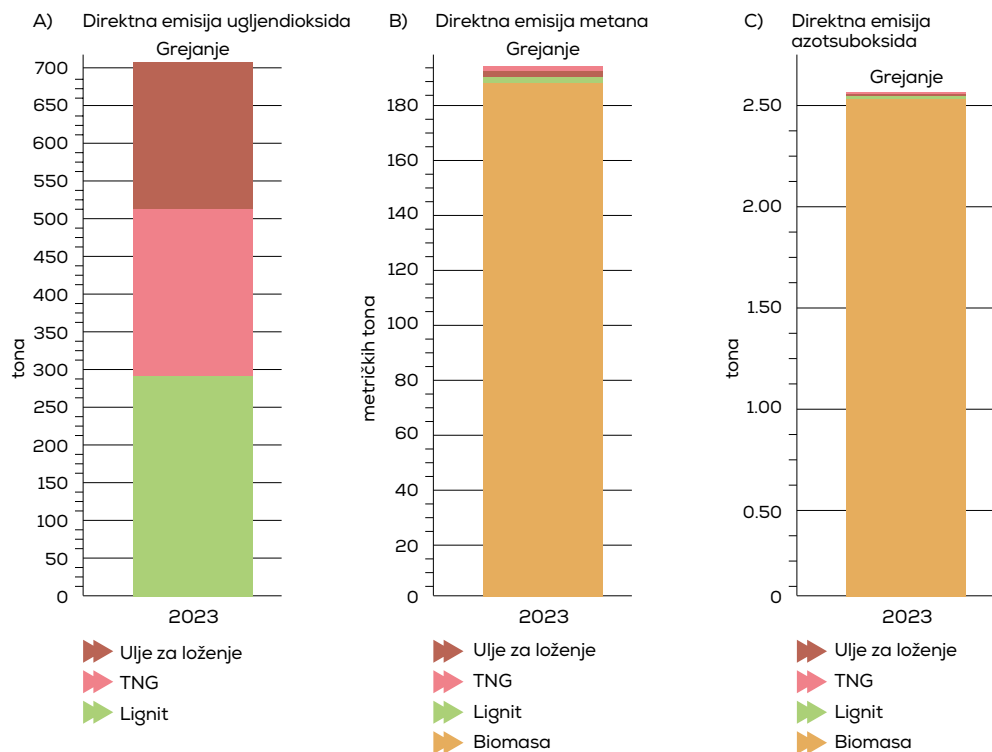 A) Direktna emisija ugljendioksida
Grejanje
700
650
600
550
500
450
400
350
300
250
200
150
100
50
0
tona
2023
Ulje za loženje
TNG
Lignit
B) Direktna emisija metana
Grejanje
180
160
140
120
100
80
60
40
20
0
metričkih tona
2023
Ulje za loženje
TNG
Lignit
Biomasa
C) Direktna emisija
azotsuboksida
Grejanje
2.50
2.00
1.50
1.00
0.50
0
tona
2023
Ulje za loženje
TNG
Lignit
Biomasa